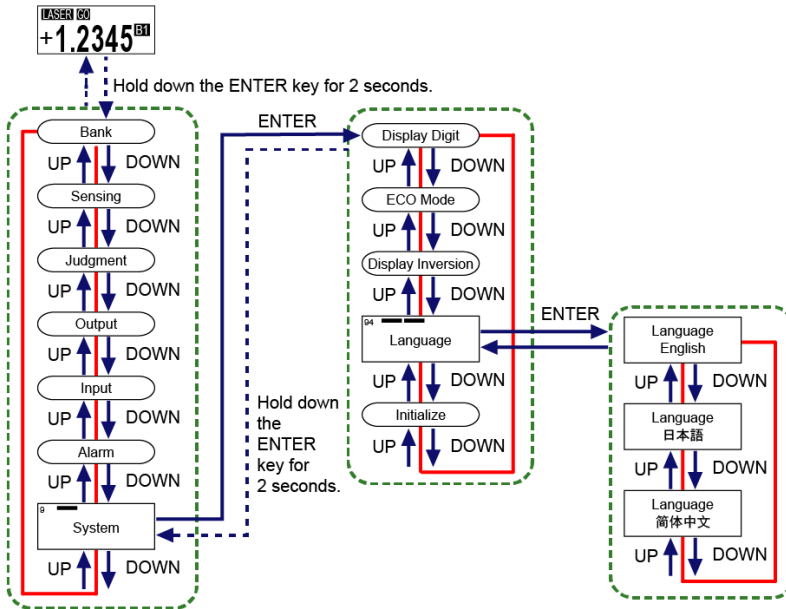 LASER GO
+1.2345 B1
Hold down the ENTER key for 2 seconds.
Bank
UP DOWN
Sensing
UP DOWN
Judgment
UP DOWN
Output
UP DOWN
Input
UP DOWN
Alarm
UP DOWN
9
System
UP DOWN
ENTER
Hold down
the
ENTER
key for
2 seconds.
Display Digit
UP DOWN
ECO Mode
UP DOWN
Display Inversion
UP DOWN
94
Language
UP DOWN
Initialize
UP DOWN
ENTER
Language
English
UP DOWN
Language
日本語
UP DOWN
Language
简体中文
UP DOWN